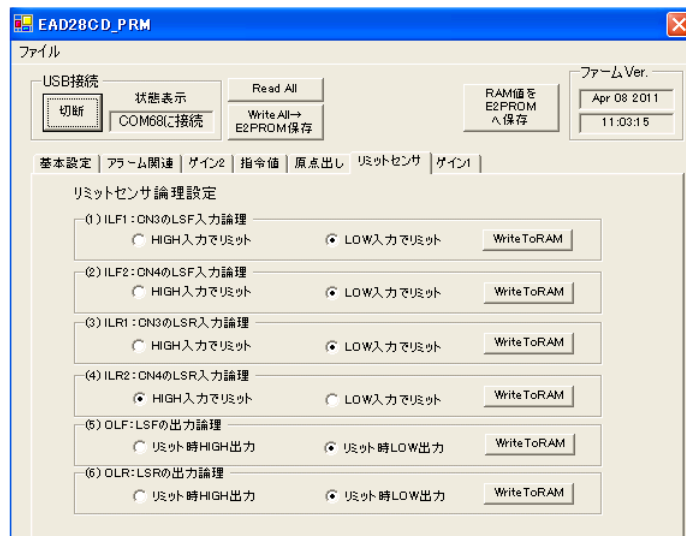 EAD28CD_PRM
ファイル
USB接続
切断
状態表示
COM68に接続
Read All
Write All→
E2PROM保存
RAM値を
E2PROM
へ保存
ファームVer.
Apr 08 2011
11:03:15
基本設定 アラーム関連 ゲイン2 指令値 原点出し リミットセンサ ゲイン1
リミットセンサ論理設定
(1) ILF1:CN3のLSF入力論理
HIGH入力でリミット LOW入力でリミット WriteToRAM
(2) ILF2:CN4のLSF入力論理
HIGH入力でリミット LOW入力でリミット WriteToRAM
(3) ILR1:CN3のLSR入力論理
HIGH入力でリミット LOW入力でリミット WriteToRAM
(4) ILR2:CN4のLSR入力論理
HIGH入力でリミット LOW入力でリミット WriteToRAM
(5) OLF:LSFの出力論理
リミット時HIGH出力 リミット時LOW出力 WriteToRAM
(6) OLR:LSRの出力論理
リミット時HIGH出力 リミット時LOW出力 WriteToRAM